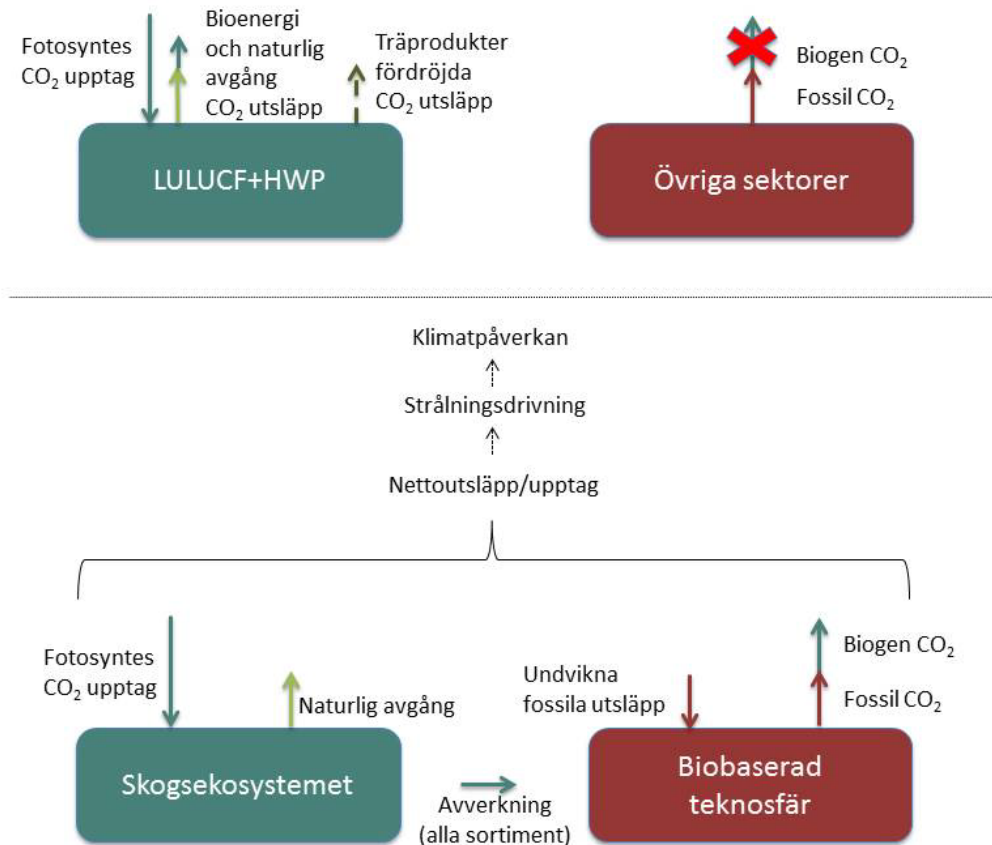 Fotosyntes
CO₂ upptag
Bioenergi
och naturlig
avgång
CO₂ utsläpp
Träprodukter
fördröjda
CO₂ utsläpp
Biogen CO₂
Fossil CO₂
LULUCF+HWP
Övriga sektorer
Klimatpåverkan
Strålningsdrivning
Nettoutsläpp/upptag
Fotosyntes
CO₂ upptag
Naturlig avgång
Undvikna
fossila utsläpp
Biogen CO₂
Fossil CO₂
Skogsekosystemet
Avverkning
(alla sortiment)
Biobaserad
teknosfär